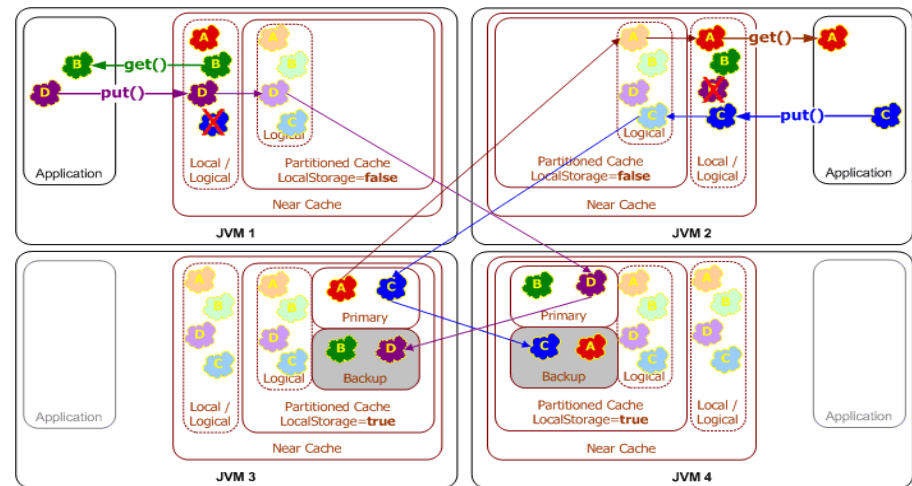 A
A
B
B
B
get()
D
put()
D
D
C
C
Logical
Application
Local /
Logical
Partitioned Cache
LocalStorage=false
Near Cache
JVM 1
A
A
get()
A
B
B
D
D
C
C
put()
C
Logical
Partitioned Cache
LocalStorage=false
Local /
Logical
Application
Near Cache
JVM 2
A
A
A
C
B
B
Primary
D
D
B
D
C
C
Logical
Backup
Application
Local /
Logical
Partitioned Cache
LocalStorage=true
Near Cache
JVM 3
B
D
A
A
Primary
B
B
C
A
D
D
C
C
Backup
Logical
Partitioned Cache
LocalStorage=true
Local /
Logical
Application
Near Cache
JVM 4